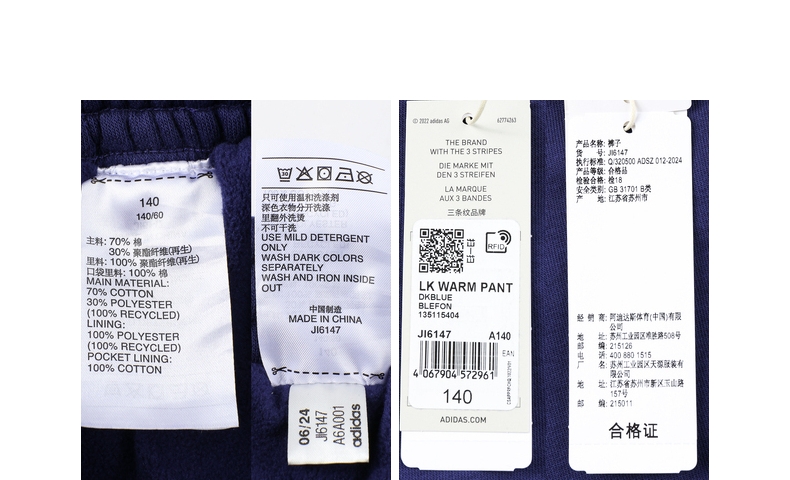 140
140/60
主料: 70% 棉
30% 聚酯纤维(再生)
里料: 100% 聚酯纤维(再生)
口袋里料: 100% 棉
MAIN MATERIAL:
70% COTTON
30% POLYESTER
(100% RECYCLED)
LINING:
100% POLYESTER
(100% RECYCLED)
POCKET LINING:
100% COTTON
只可使用温和洗涤剂
深色衣物分开洗涤
里翻外洗烫
不可干洗
USE MILD DETERGENT
ONLY
WASH DARK COLORS
SEPARATELY
WASH AND IRON INSIDE
OUT
中国制造
MADE IN CHINA
JI6147
06/24
JI6147
A6A001
adidas
© 2022 adidas AG
62774263
THE BRAND
WITH THE 3 STRIPES
DIE MARKE MIT
DEN 3 STREIFEN
LA MARQUE
AUX 3 BANDES
三条纹品牌
RFID
LK WARM PANT
DKBLUE
BLEFON
135115404
JI6147 A140
EAN
4 067904 572961
140
ADIDAS.COM
产品名称: 裤子
货 号: JI6147
执行标准: Q/320500 ADSZ 012-2024
产品等级: 合格品
检验合格: 检18
安全类别: GB 31701 B类
产 地: 江苏省苏州市
经 销 商: 阿迪达斯体育(中国)有限
公司
地 址: 苏州工业园区唯胜路508号
邮 编: 215126
电 话: 400 880 1515
厂 名: 苏州工业园区天源服装有
限公司
地 址: 江苏省苏州市新区玉山路
157号
邮 编: 215011
合格证